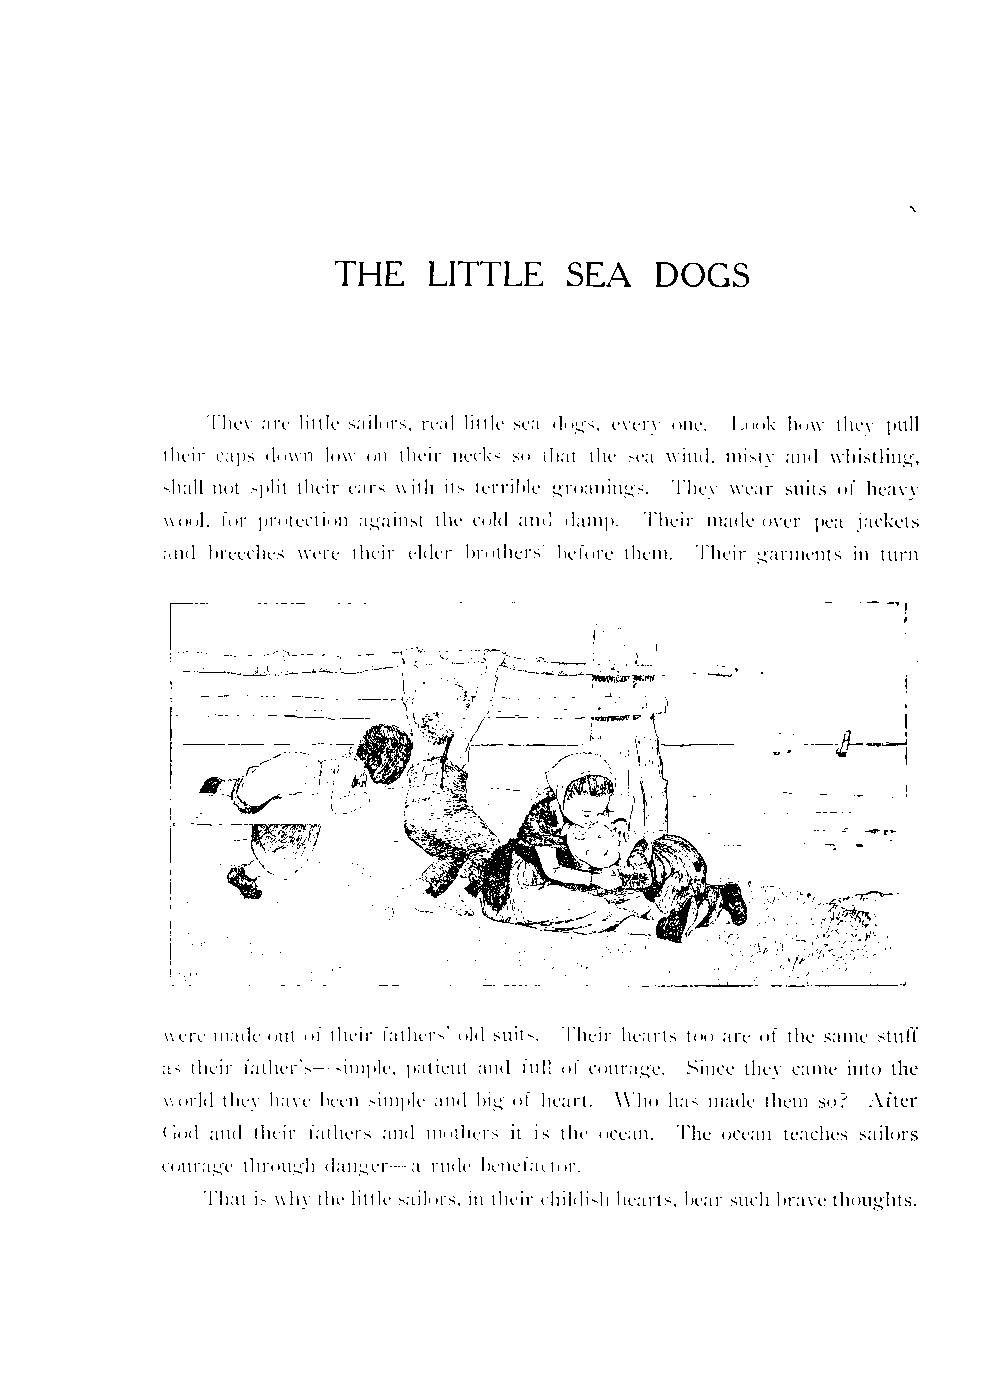 THE LITTLE SEA DOGS
They are little sailors, real little sea dogs, every one. Look how they pull
their caps down low on their necks so that the sea wind, misty and whistling,
shall not split their ears with its terrible groanings. They wear suits of heavy
wool, for protection against the cold and damp. Their made over pea jackets
and breeches were their elder brothers' before them. Their garments in turn
were made out of their fathers' old suits. Their hearts too are of the same stuff
as their father's—simple, patient and full of courage. Since they came into the
world they have been simple and big of heart. Who has made them so? After
God and their fathers and mothers it is the ocean. The ocean teaches sailors
courage through danger—a rude benefactor.
That is why the little sailors, in their childish hearts, bear such brave thoughts.